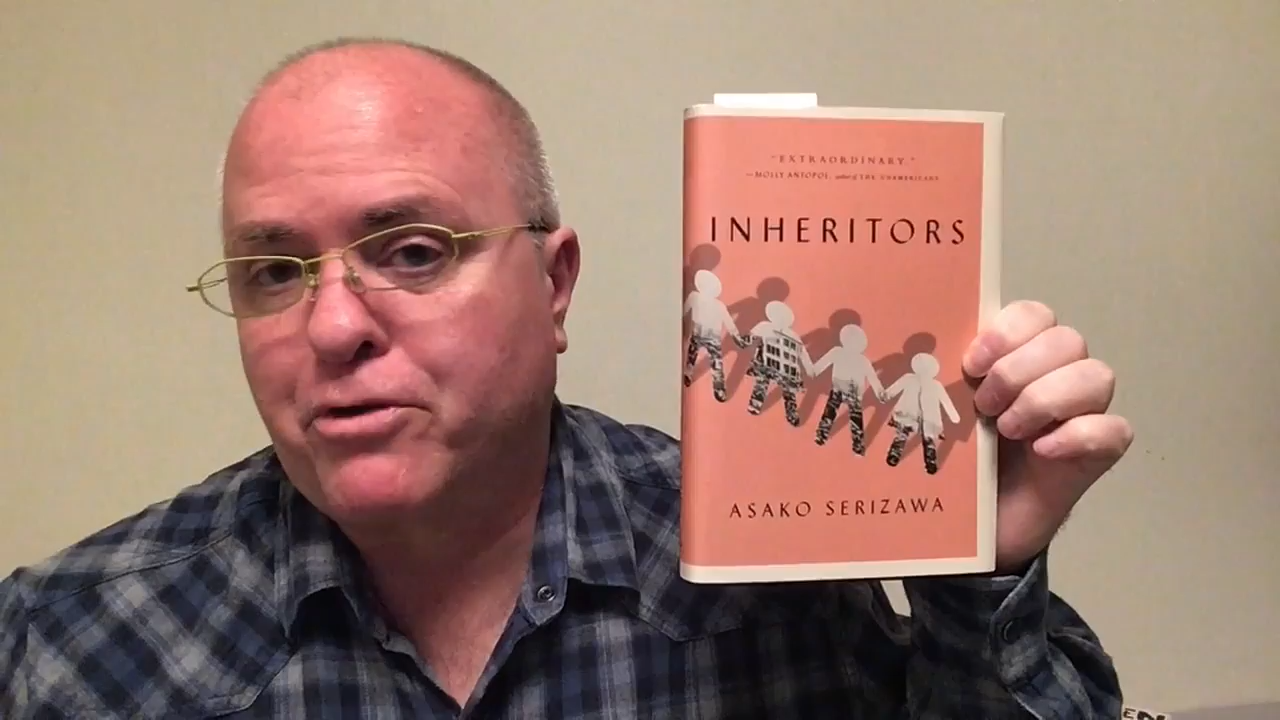 "EXTRAORDINARY."
—MOLLY ANTOPOL, author of THE UNAMERICANS
INHERITORS
ASAKO SERIZAWA